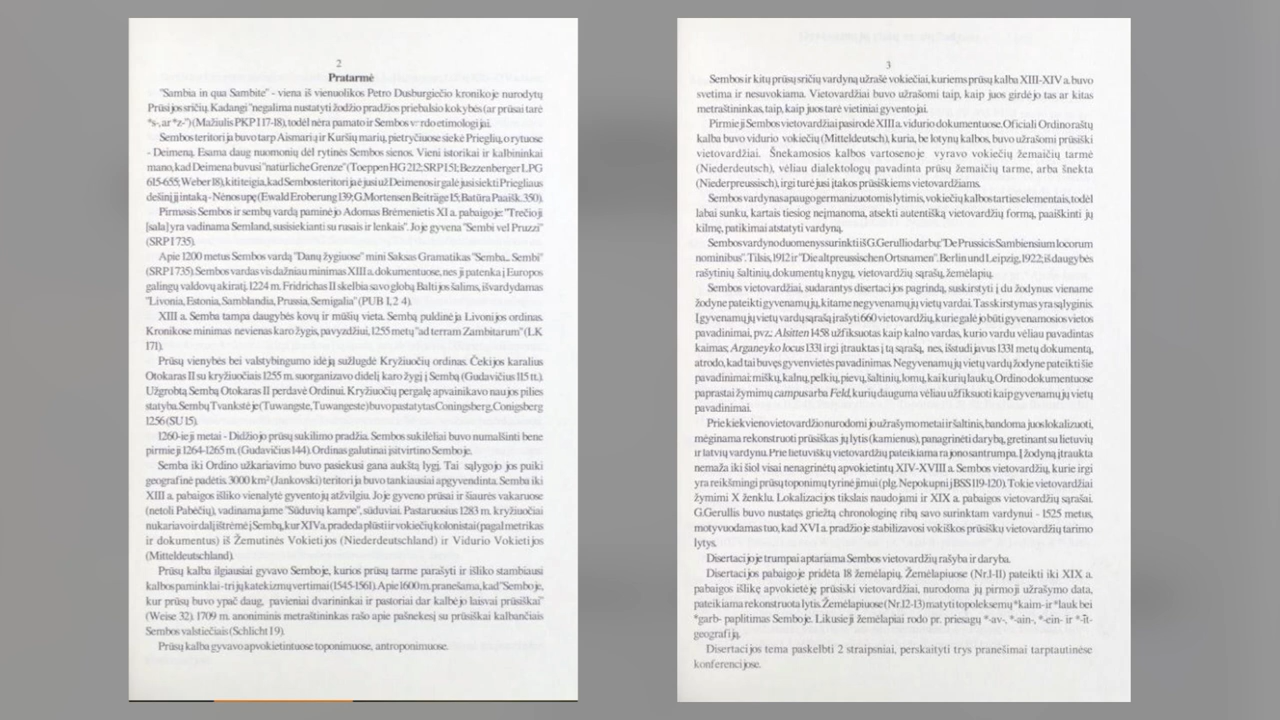 2
Pratarmė
"Sambia in qua Sambite" - viena iš vienuolikos Petro Dusburgiečio kronikoje nurodytų
Prūsijos sričių. Kadangi "negalima nustatyti žodžio pradžios priebalsio kokybės (ar prūsai tarė
*s-, ar *z-") (Mažiulis PKP I 17-18), todėl nėra pamato ir Sembos vardo etimologijai.
Sembos teritorija buvo tarp Aismarių ir Kuršių marių, pietryčiuose siekė Prieglių, o rytuose
- Deimeną. Esama daug nuomonių dėl rytinės Sembos sienos. Vieni istorikai ir kalbininkai
mano, kad Deimena buvusi "natürliche Grenze" (Toeppen HG 212; SRP I 51; Bezzenberger LPG
615-655; Weber 18), kiti teigia, kad Sembos teritorija ėjusi už Deimenos ir galėjusi siekti Priegliaus
dešinįjį intaką - Nėnos upę (Ewald Eroberung 139; G.Mortensen Beiträge 15; Batūra Paaišk. 350).
Pirmasis Sembos ir sembų vardą paminėjo Adomas Brėmenietis XI a. pabaigoje: "Trečioji
[sala] yra vadinama Semland, susisiekianti su rusais ir lenkais". Joje gyvena "Sembi vel Pruzzi"
(SRP I 735).
Apie 1200 metus Sembos vardą "Danų žygiuose" mini Saksas Gramatikas "Semba... Sembi"
(SRP I 735). Sembos vardas vis dažniau minimas XIII a. dokumentuose, nes ji patenka į Europos
galingų valdovų akiratį. 1224 m. Fridrichas II skelbia savo globą Baltijos šalims, išvardydamas
"Livonia, Estonia, Samblandia, Prussia, Semigalia" (PUB I, 2 4).
XIII a. Semba tampa daugybės kovų ir mūšių vieta. Sembą puldinėja Livonijos ordinas.
Kronikose minimas ne vienas karo žygis, pavyzdžiui, 1255 metų "ad terram Zambitarum" (LK
171).
Prūsų vienybės bei valstybingumo idėją sužlugdė Kryžiuočių ordinas. Čekijos karalius
Otokaras II su kryžiuočiais 1255 m. suorganizavo didelį karo žygį į Sembą (Gudavičius 115 tt.).
Užgrobtą Sembą Otokaras II perdavė Ordinui. Kryžiuočių pergalę apvainikavo naujos pilies
statyba. Sembų Tvankstėje (Tuwangste, Tuwangeste) buvo pastatytas Coningsberg, Conigsberg
1256 (SU 15).
1260-ieji metai - Didžiojo prūsų sukilimo pradžia. Sembos sukilėliai buvo numalšinti bene
pirmieji 1264-1265 m. (Gudavičius 144). Ordinas galutinai įsitvirtino Semboje.
Semba iki Ordino užkariavimo buvo pasiekusi gana aukštą lygį. Tai sąlygojo jos puiki
geografinė padėtis. 3000 km² (Jankovski) teritorija buvo tankiausiai apgyvendinta. Semba iki
XIII a. pabaigos išliko vienalytė gyventojų atžvilgiu. Joje gyveno prūsai ir šiaurės vakaruose
(netoli Pabėčių), vadinamajame "Sūduvių kampe", sūduviai. Pastaruosius 1283 m. kryžiuočiai
nukariavo ir dalį ištrėmė į Sembą, kur XIV a. pradeda plūsti ir vokiečių kolonistai (pagal metrikas
ir dokumentus) iš Žemutinės Vokietijos (Niederdeutschland) ir Vidurio Vokietijos
(Mitteldeutschland).
Prūsų kalba ilgiausiai gyvavo Semboje, kurios prūsų tarme parašyti ir išliko stambiausi
kalbos paminklai - trijų katekizmų vertimai (1545-1561). Apie 1600 m. pranešama, kad "Semboje,
kur prūsų buvo ypač daug, pavieniai dvarininkai ir pastoriai dar kalbėjo laisvai prūsiškai"
(Weise 32). 1709 m. anoniminis metraštininkas rašo apie pašnekesį su prūsiškai kalbančiais
Sembos valstiečiais (Schlicht 19).
Prūsų kalba gyvavo apvokietintuose toponimuose, antroponimuose.
3
Sembos ir kitų prūsų sričių vardyną užrašė vokiečiai, kuriems prūsų kalba XIII-XIV a. buvo
svetima ir nesuvokiama. Vietovardžiai buvo užrašomi taip, kaip juos girdėjo tas ar kitas
metraštininkas, taip, kaip juos tarė vietiniai gyventojai.
Pirmieji Sembos vietovardžiai pasirodė XIII a. vidurio dokumentuose. Oficiali Ordino raštų
kalba buvo vidurio vokiečių (Mitteldeutsch), kuria, be lotynų kalbos, buvo užrašomi prūsiški
vietovardžiai. Šnekamosios kalbos vartosenoje vyravo vokiečių žemaičių tarmė
(Niederdeutsch), vėliau dialektologų pavadinta prūsų žemaičių tarme, arba šnekta
(Niederpreussisch), irgi turėjusi įtakos prūsiškiems vietovardžiams.
Sembos vardynas apaugo germanizuotomis lytimis, vokiečių kalbos tarties elementais, todėl
labai sunku, kartais tiesiog neįmanoma, atsekti autentišką vietovardžių formą, paaiškinti jų
kilmę, patikimai atstatyti vardyną.
Sembos vardyno duomenys surinkti iš G.Gerullio darbų: "De Prussicis Sambiensium locorum
nominibus". Tilsis, 1912 ir "Die altpreussischen Ortsnamen". Berlin und Leipzig, 1922; iš daugybės
rašytinių šaltinių, dokumentų knygų, vietovardžių sąrašų, žemėlapių.
Sembos vietovardžiai, sudarantys disertacijos pagrindą, suskirstyti į du žodynus: viename
žodyne pateikti gyvenamųjų, kitame negyvenamųjų vietų vardai. Tas skirstymas yra sąlyginis.
Į gyvenamųjų vietų vardų sąrašą įrašyti 660 vietovardžių, kurie galėjo būti gyvenamosios vietos
pavadinimai, pvz.: Alsitten 1458 užfiksuotas kaip kalno vardas, kurio vardu vėliau pavadintas
kaimas; Arganeyko locus 1331 irgi įtrauktas į tą sąrašą, nes, išstudijavus 1331 metų dokumentą,
atrodo, kad tai buvęs gyvenvietės pavadinimas. Negyvenamųjų vietų vardų žodyne pateikti šie
pavadinimai: miškų, kalnų, pelkių, pievų, šaltinių, lomų, kai kurių laukų, Ordino dokumentuose
paprastai žymimų campus arba Feld, kurių dauguma vėliau užfiksuoti kaip gyvenamųjų vietų
pavadinimai.
Prie kiekvieno vietovardžio nurodomi jo užrašymo metai ir šaltinis, bandoma juos lokalizuoti,
mėginama rekonstruoti prūsiškas jų lytis (kamienus), panagrinėti darybą, gretinant su lietuvių
ir latvių vardynu. Prie lietuviškų vietovardžių pateikiama rajono santrumpa. Į žodyną įtraukta
nemaža iki šiol visai nenagrinėtų apvokietintų XIV-XVIII a. Sembos vietovardžių, kurie irgi
yra reikšmingi prūsų toponimų tyrinėjimui (plg. Nepokupnij BSS 119-120). Tokie vietovardžiai
žymimi X ženklu. Lokalizacijos tikslais naudojami ir XIX a. pabaigos vietovardžių sąrašai.
G.Gerullis buvo nustatęs griežtą chronologinę ribą savo surinktam vardynui - 1525 metus,
motyvuodamas tuo, kad XVI a. pradžioje stabilizavosi vokiškos prūsiškų vietovardžių tarimo
lytys.
Disertacijoje trumpai aptariama Sembos vietovardžių rašyba ir daryba.
Disertacijos pabaigoje pridėta 18 žemėlapių. Žemėlapiuose (Nr.1-11) pateikti iki XIX a.
pabaigos išlikę apvokietėję prūsiški vietovardžiai, nurodoma jų pirmoji užrašymo data,
pateikiama rekonstruota lytis. Žemėlapiuose (Nr.12-13) matyti topoleksemų *kaim- ir *lauk bei
*garb- paplitimas Semboje. Likusieji žemėlapiai rodo pr. priesagų *-av-, *-ain-, *-ein- ir *-īt-
geografiją.
Disertacijos tema paskelbti 2 straipsniai, perskaityti trys pranešimai tarptautinėse
konferencijose.